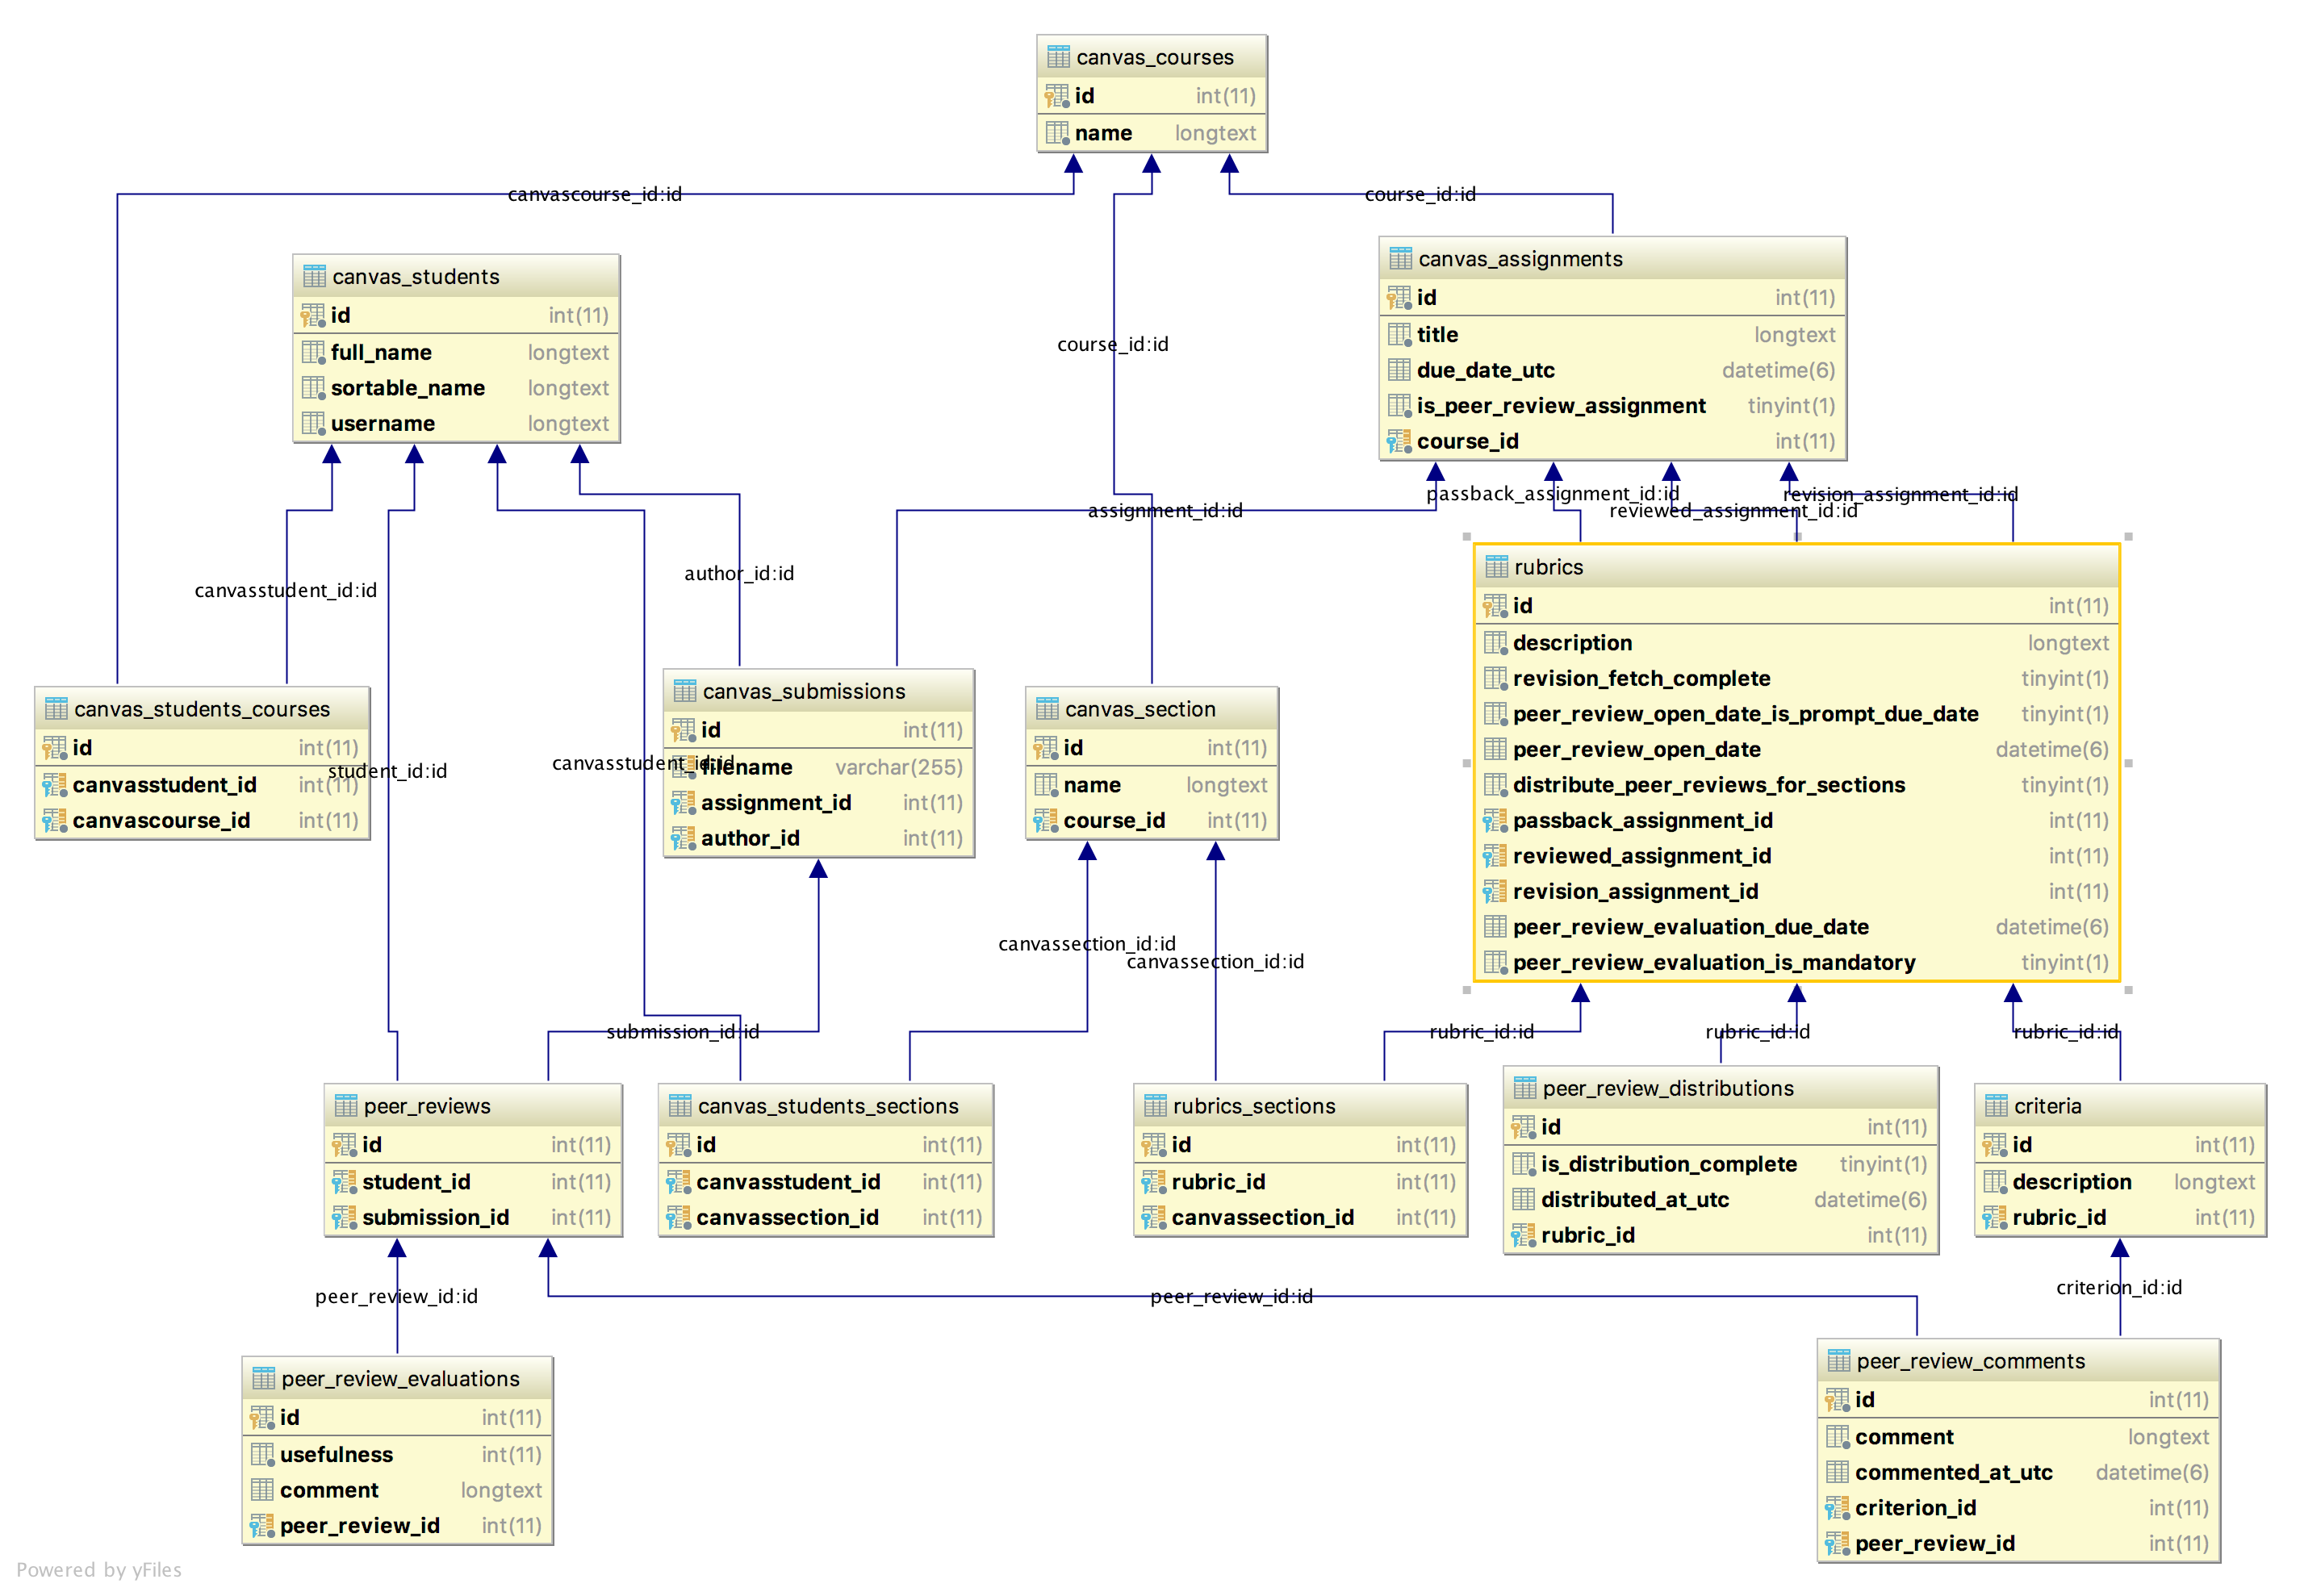 canvas_courses
id int(11)
name longtext
canvascourse_id:id
course_id:id
canvas_students
id int(11)
full_name longtext
sortable_name longtext
username longtext
course_id:id
canvas_assignments
id int(11)
title longtext
due_date_utc datetime(6)
is_peer_review_assignment tinyint(1)
course_id int(11)
passback_assignment_id:id
revision_assignment_id:id
assignment_id:id
reviewed_assignment_id:id
canvasstudent_id:id
author_id:id
rubrics
id int(11)
description longtext
revision_fetch_complete tinyint(1)
peer_review_open_date_is_prompt_due_date tinyint(1)
peer_review_open_date datetime(6)
distribute_peer_reviews_for_sections tinyint(1)
passback_assignment_id int(11)
reviewed_assignment_id int(11)
revision_assignment_id int(11)
peer_review_evaluation_due_date datetime(6)
peer_review_evaluation_is_mandatory tinyint(1)
canvas_students_courses
id int(11)
canvasstudent_id int(11)
canvascourse_id int(11)
student_id:id
canvasstudent_id:id
canvas_submissions
id int(11)
filename varchar(255)
assignment_id int(11)
author_id int(11)
canvas_section
id int(11)
name longtext
course_id int(11)
canvassection_id:id
canvassection_id:id
submission_id:id
rubric_id:id
rubric_id:id
rubric_id:id
peer_reviews
id int(11)
student_id int(11)
submission_id int(11)
canvas_students_sections
id int(11)
canvasstudent_id int(11)
canvassection_id int(11)
rubrics_sections
id int(11)
rubric_id int(11)
canvassection_id int(11)
peer_review_distributions
id int(11)
is_distribution_complete tinyint(1)
distributed_at_utc datetime(6)
rubric_id int(11)
criteria
id int(11)
description longtext
rubric_id int(11)
peer_review_id:id
peer_review_id:id
criterion_id:id
peer_review_evaluations
id int(11)
usefulness int(11)
comment longtext
peer_review_id int(11)
peer_review_comments
id int(11)
comment longtext
commented_at_utc datetime(6)
criterion_id int(11)
peer_review_id int(11)
Powered by yFiles